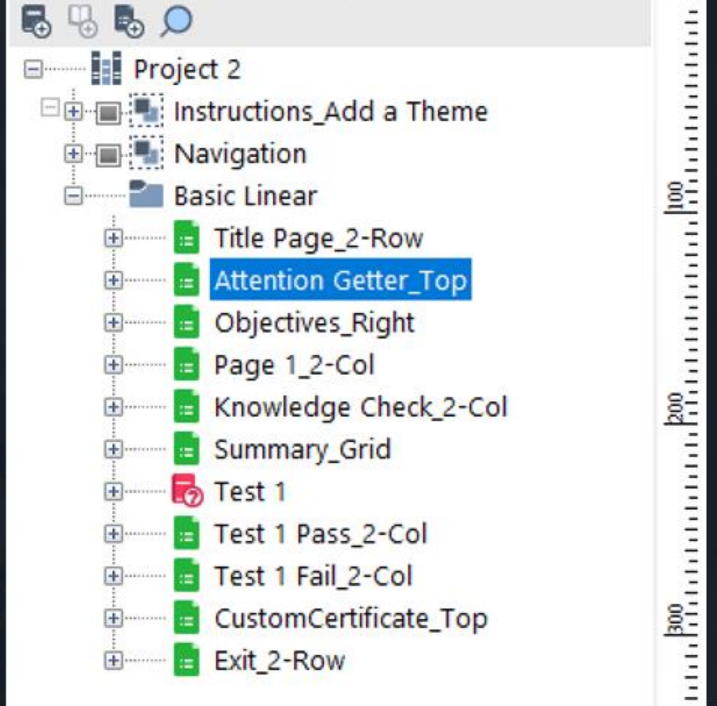 Project 2
Instructions_Add a Theme
Navigation
Basic Linear
Title Page_2-Row
Attention Getter_Top
Objectives_Right
Page 1_2-Col
Knowledge Check_2-Col
Summary_Grid
Test 1
Test 1 Pass_2-Col
Test 1 Fail_2-Col
CustomCertificate_Top
Exit_2-Row
100
200
300